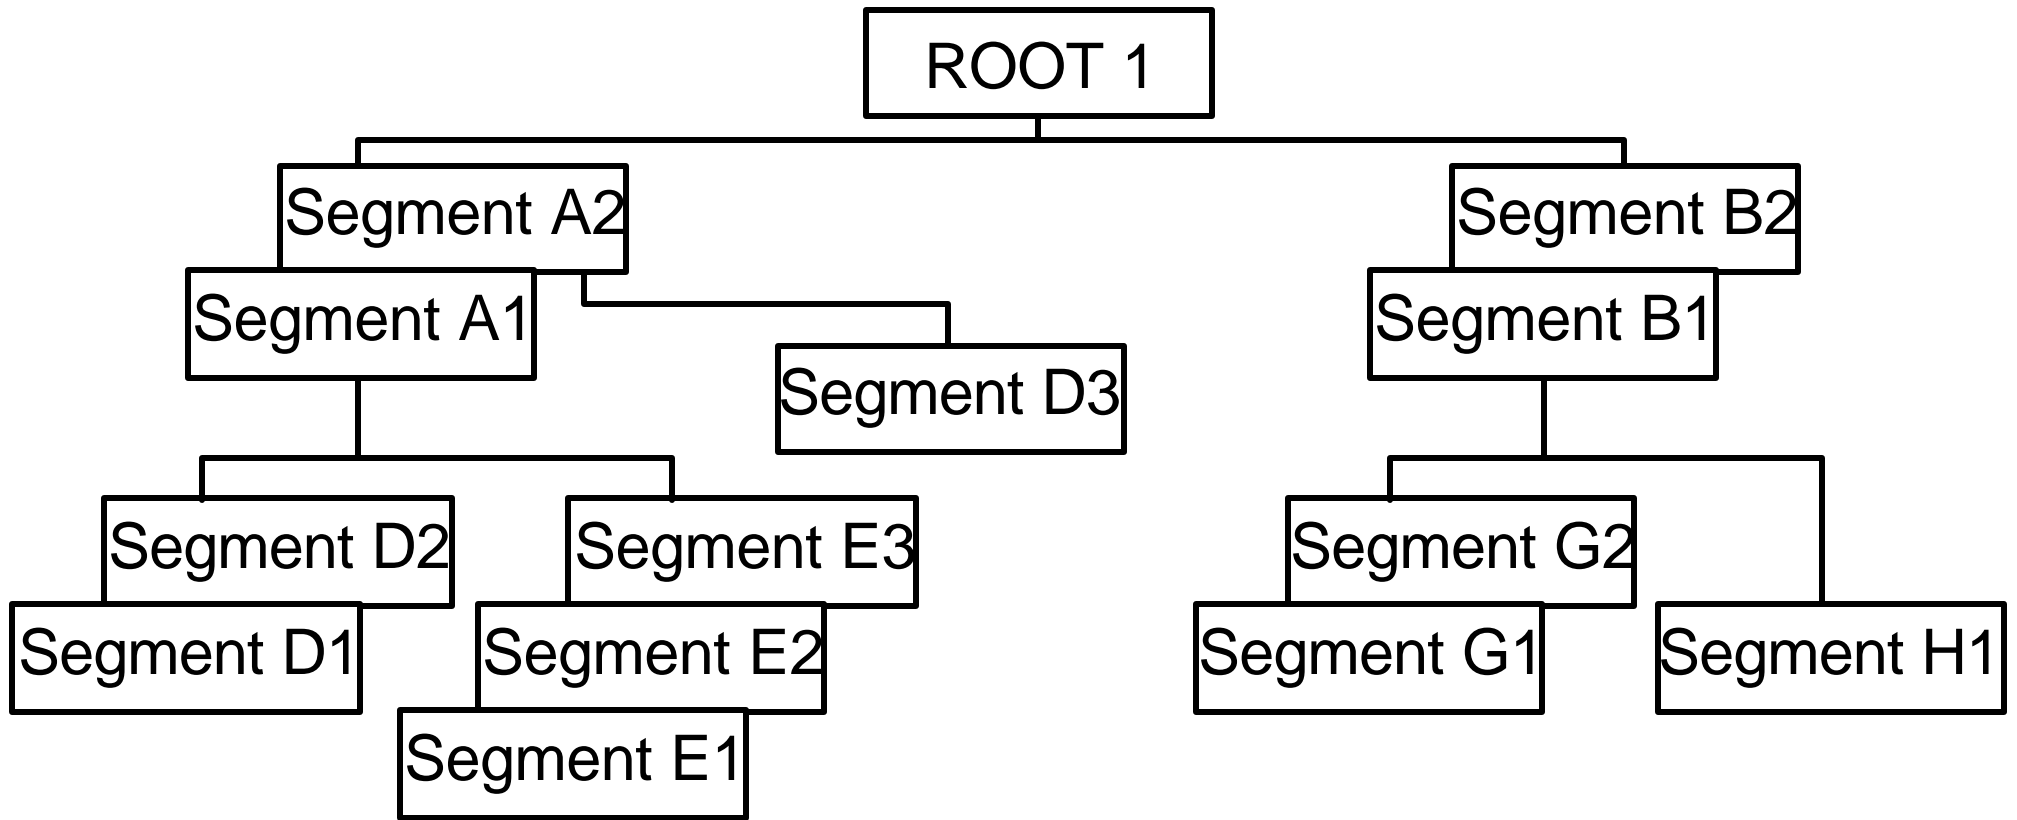 ROOT 1
Segment A2
Segment B2
Segment A1
Segment B1
Segment D3
Segment D2
Segment E3
Segment G2
Segment D1
Segment E2
Segment G1
Segment H1
Segment E1